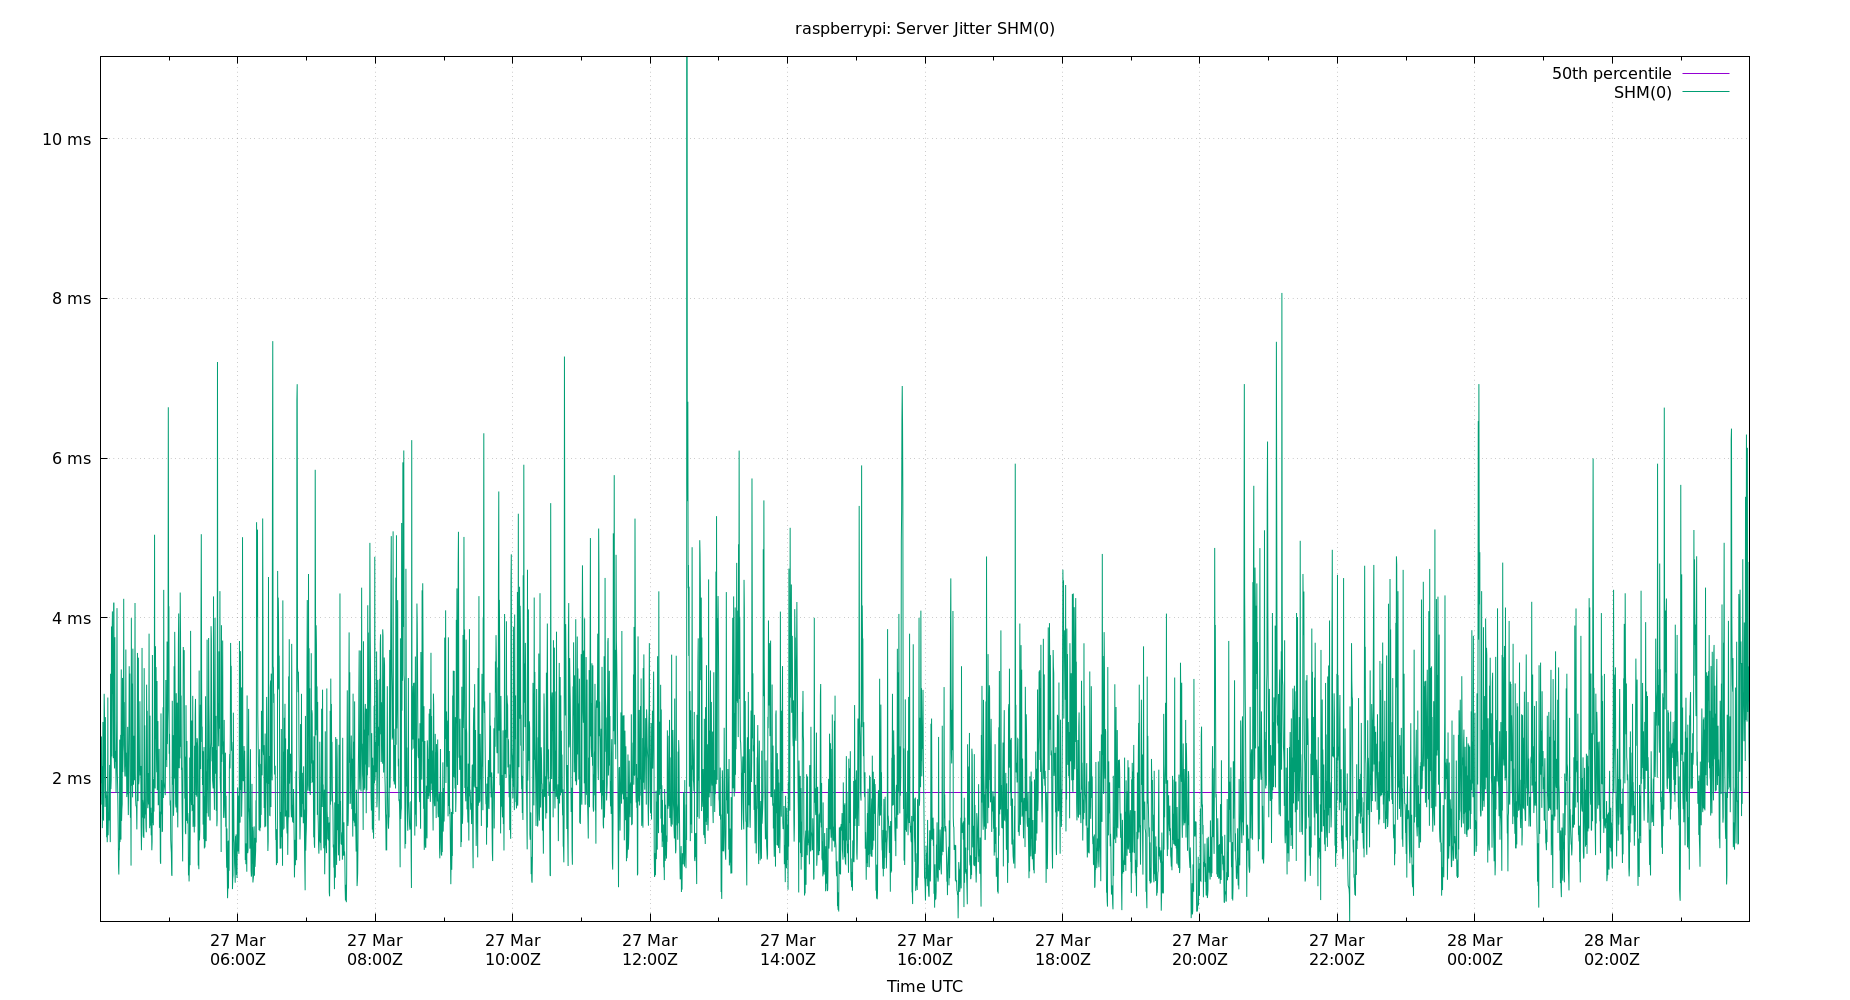 raspberrypi: Server Jitter SHM(0)
50th percentile
SHM(0)
10 ms
8 ms
6 ms
4 ms
2 ms
27 Mar 27 Mar 27 Mar 27 Mar 27 Mar 27 Mar 27 Mar 27 Mar 27 Mar 28 Mar 28 Mar
06:00Z 08:00Z 10:00Z 12:00Z 14:00Z 16:00Z 18:00Z 20:00Z 22:00Z 00:00Z 02:00Z
Time UTC